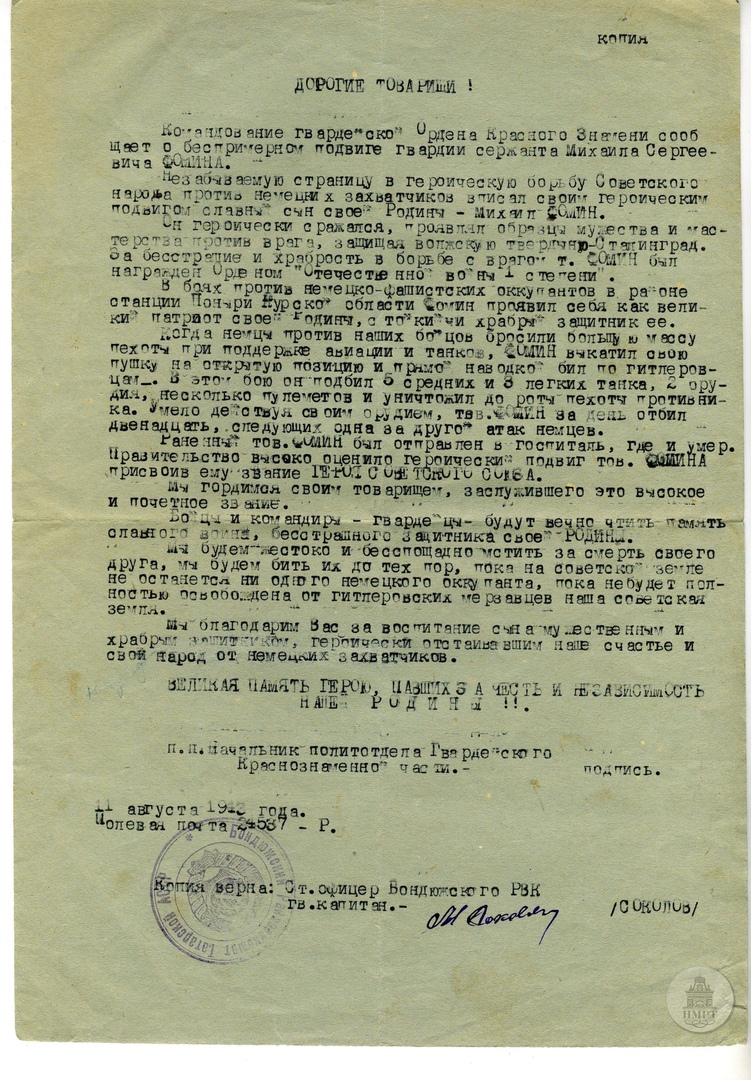 копия
ДОРОГИЕ ТОВАРИЩИ !
Командование гвардейской Ордена Красного Знамени сооб
щает о беспримерном подвиге гвардии сержанта Михаила Сергее-
вича ФОМИНА.
Незабываемую страницу в героическую борьбу Советского
народа против немецких захватчиков вписал своим героическим
подвигом славный сын своей Родины - Михаил ФОМИН.
Он героически сражался, проявлял образцы мужества и мас-
терства против врага, защищая волжскую твердыню-Сталинград.
За бесстрашие и храбрость в борьбе с врагом т. ФОМИН был
награжден Орденом "Отечественной войны 1 степени".
В боях против немецко-фашистских оккупантов в районе
станции Поныри Курской области Фомин проявил себя как вели-
кий патриот своей Родины, стойкий и храбрый защитник ее.
Когда немцы против наших бойцов бросили большую массу
пехоты при поддержке авиации и танков, ФОМИН выкатил свою
пушку на открытую позицию и прямой наводкой бил по гитлеров-
цам.. В этом бою он подбил 5 средних и 3 легких танка, 2 ору-
дия, несколько пулеметов и уничтожил до роты пехоты противни-
ка. Умело действуя своим орудием, тов. ФОМИН за день отбил
двенадцать, следующих одна за другой атак немцев.
Раненный тов. ФОМИН был отправлен в госпиталь, где и умер.
Правительство высоко оценило героический подвиг тов. ФОМИНА
присвоив ему звание ГЕРОЯ СОВЕТСКОГО СОЮЗА.
Мы гордимся своим товарищем, заслужившего это высокое
и почетное звание.
Бойцы и командиры - гвардейцы- будут вечно чтить память
славного воина, бесстрашного защитника своей РОДИНЫ.
Мы будем жестоко и беспощадно мстить за смерть своего
друга, мы будем бить их до тех пор, пока на советской земле
не останется ни одного немецкого оккупанта, пока небудет пол-
ностью освобождена от гитлеровских мерзавцев наша советская
земля.
Мы благодарим Вас за воспитание сына-мужественным и
храбрым защитником, героически отстаивавшим наше счастье и
свой народ от немецких захватчиков.
ВЕЛИКАЯ ПАМЯТЬ ГЕРОЮ, ПАВШИХ ЗА ЧЕСТЬ И НЕЗАВИСИМОСТЬ
НАШЕЙ РОДИНЫ !!.
п.п. Начальник политотдела Гвардейского
Краснознаменной части.- подпись.
11 августа 1943 года.
Полевая почта 24537 - Р.
Копия верна: Ст.офицер Бондюжского РВК
гв.капитан.- /СОКОЛОВ/
Бондюжский Татарской АССР
НМРТ